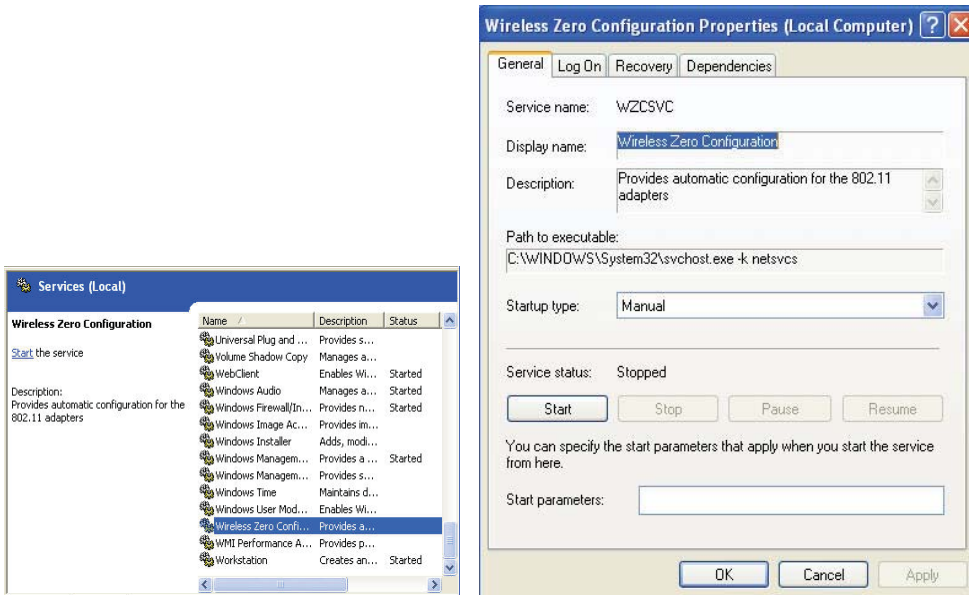 Services (Local)
Wireless Zero Configuration
Start the service
Description:
Provides automatic configuration for the
802.11 adapters
Name Description Status
Universal Plug and ... Provides s...
Volume Shadow Copy Manages a...
WebClient Enables Wi... Started
Windows Audio Manages a... Started
Windows Firewall/In... Provides n... Started
Windows Image Ac... Provides im...
Windows Installer Adds, modi...
Windows Managem... Provides a ... Started
Windows Managem... Provides s...
Windows Time Maintains d...
Windows User Mod... Enables Wi...
Wireless Zero Confi... Provides a...
WMI Performance A... Provides p...
Workstation Creates an... Started
Wireless Zero Configuration Properties (Local Computer)
General Log On Recovery Dependencies
Service name: WZCSVC
Display name: Wireless Zero Configuration
Description: Provides automatic configuration for the 802.11
adapters
Path to executable:
C:\WINDOWS\System32\svchost.exe -k netsvcs
Startup type: Manual
Service status: Stopped
Start Stop Pause Resume
You can specify the start parameters that apply when you start the service
from here.
Start parameters:
OK Cancel Apply